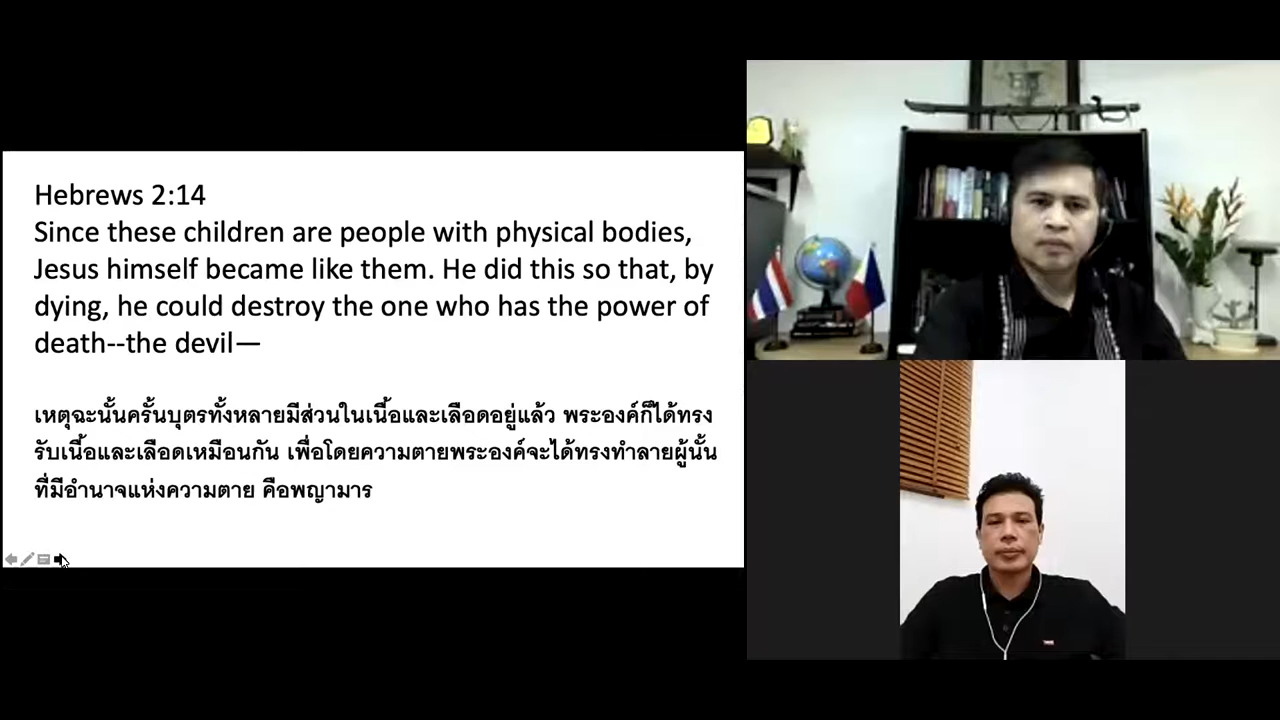 Hebrews 2:14
Since these children are people with physical bodies,
Jesus himself became like them. He did this so that, by
dying, he could destroy the one who has the power of
death--the devil—
เหตุฉะนั้นครั้นบุตรทั้งหลายมีส่วนในเนื้อและเลือดอยู่แล้ว พระองค์ก็ได้ทรง
รับเนื้อและเลือดเหมือนกัน เพื่อโดยความตายพระองค์จะได้ทรงทำลายผู้นั้น
ที่มีอำนาจแห่งความตาย คือพญามาร